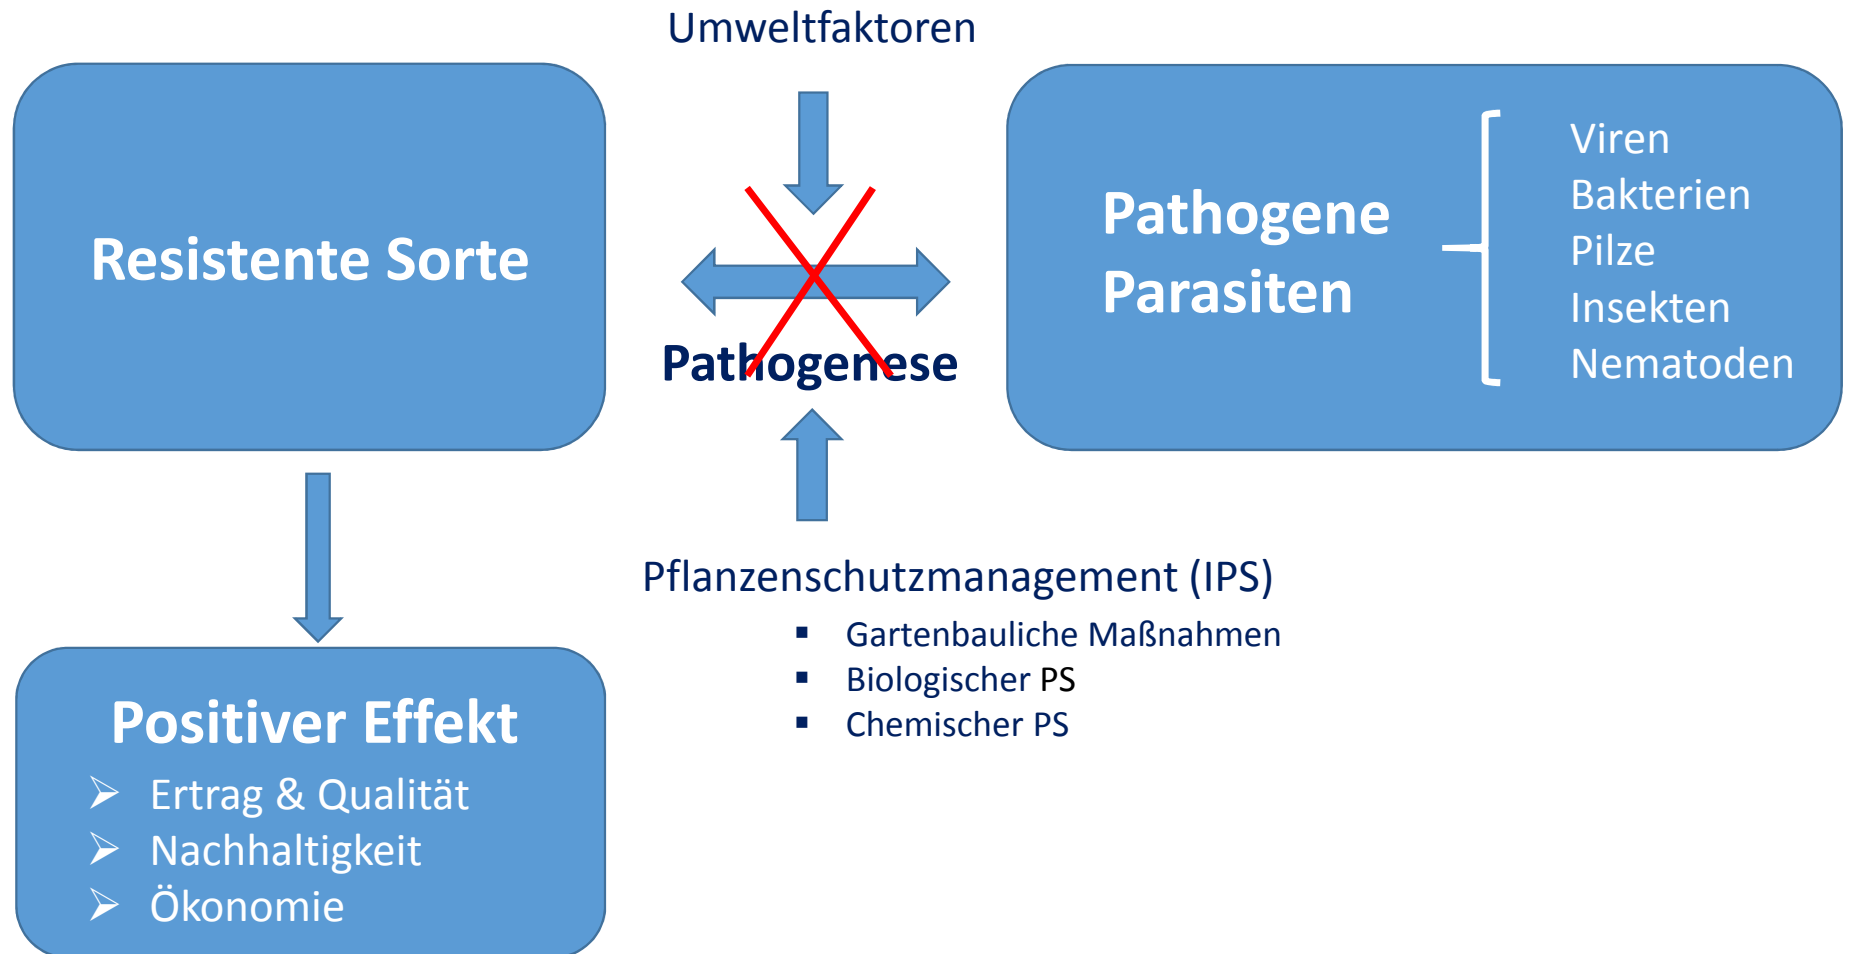 Umweltfaktoren
Resistente Sorte
Pathogenese
Pathogene
Parasiten
Viren
Bakterien
Pilze
Insekten
Nematoden
Pflanzenschutzmanagement (IPS)
▪ Gartenbauliche Maßnahmen
▪ Biologischer PS
▪ Chemischer PS
Positiver Effekt
➢ Ertrag & Qualität
➢ Nachhaltigkeit
➢ Ökonomie